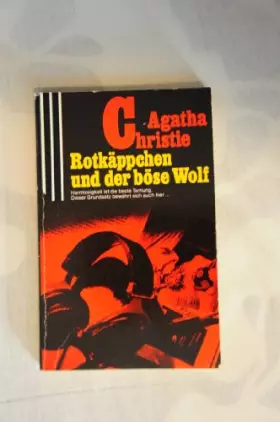 Agatha
Christie
Rotkäppchen
und der böse Wolf
Harmlosigkeit ist die beste Tarnung.
Dieser Grundsatz bewährt sich auch hier ...